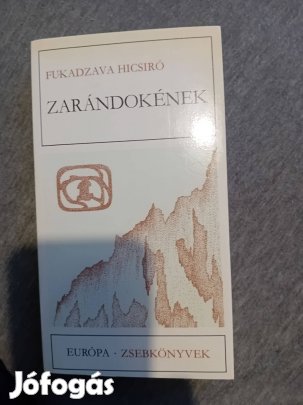 FUKADZAVA HICSIRÓ
ZARÁNDOKÉNEK
EURÓPA · ZSEBKÖNYVEK
Jófogás